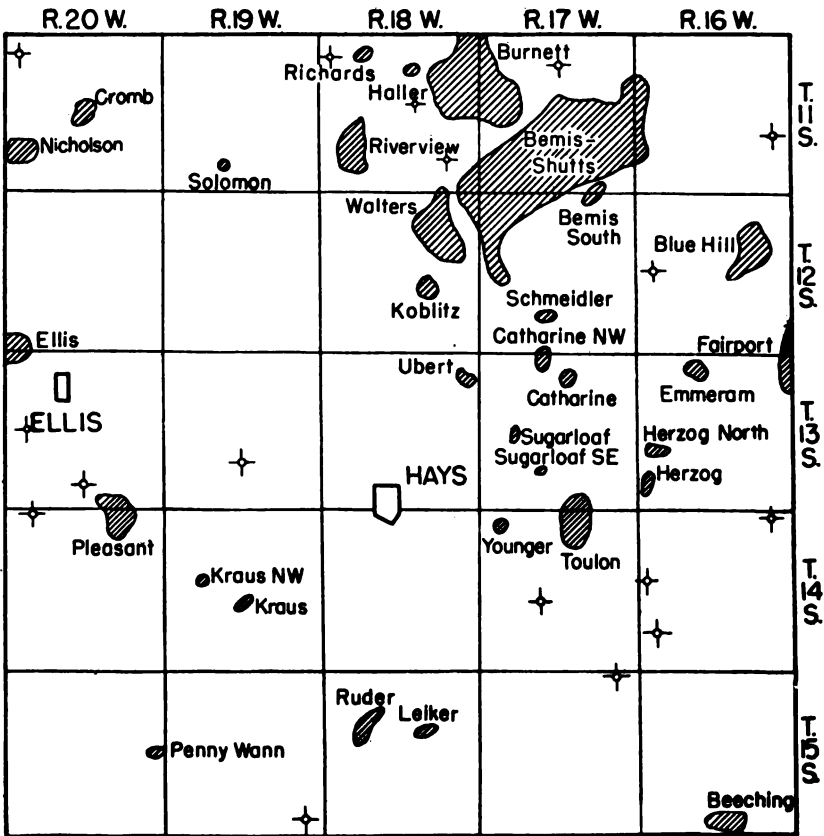 R.20 W. R.19 W. R.18 W. R.17 W. R.16 W.
Burnett
Richards
Haller
Cromb
T.
11
S.
Nicholson
Riverview
Bemis-
Shutts
Solomon
Walters
Bemis
South
Blue Hill
T.
12
S.
Koblitz
Schmeidler
Ellis
Catharine NW
Fairport
Ubert
Catharine
Emmeram
ELLIS
T.
13
S.
Sugarloaf
Herzog North
Sugarloaf SE
HAYS
Herzog
Pleasant
Younger
Toulon
Kraus NW
Kraus
T.
14
S.
Ruder
Leiker
Penny Wann
T.
15
S.
Beeching